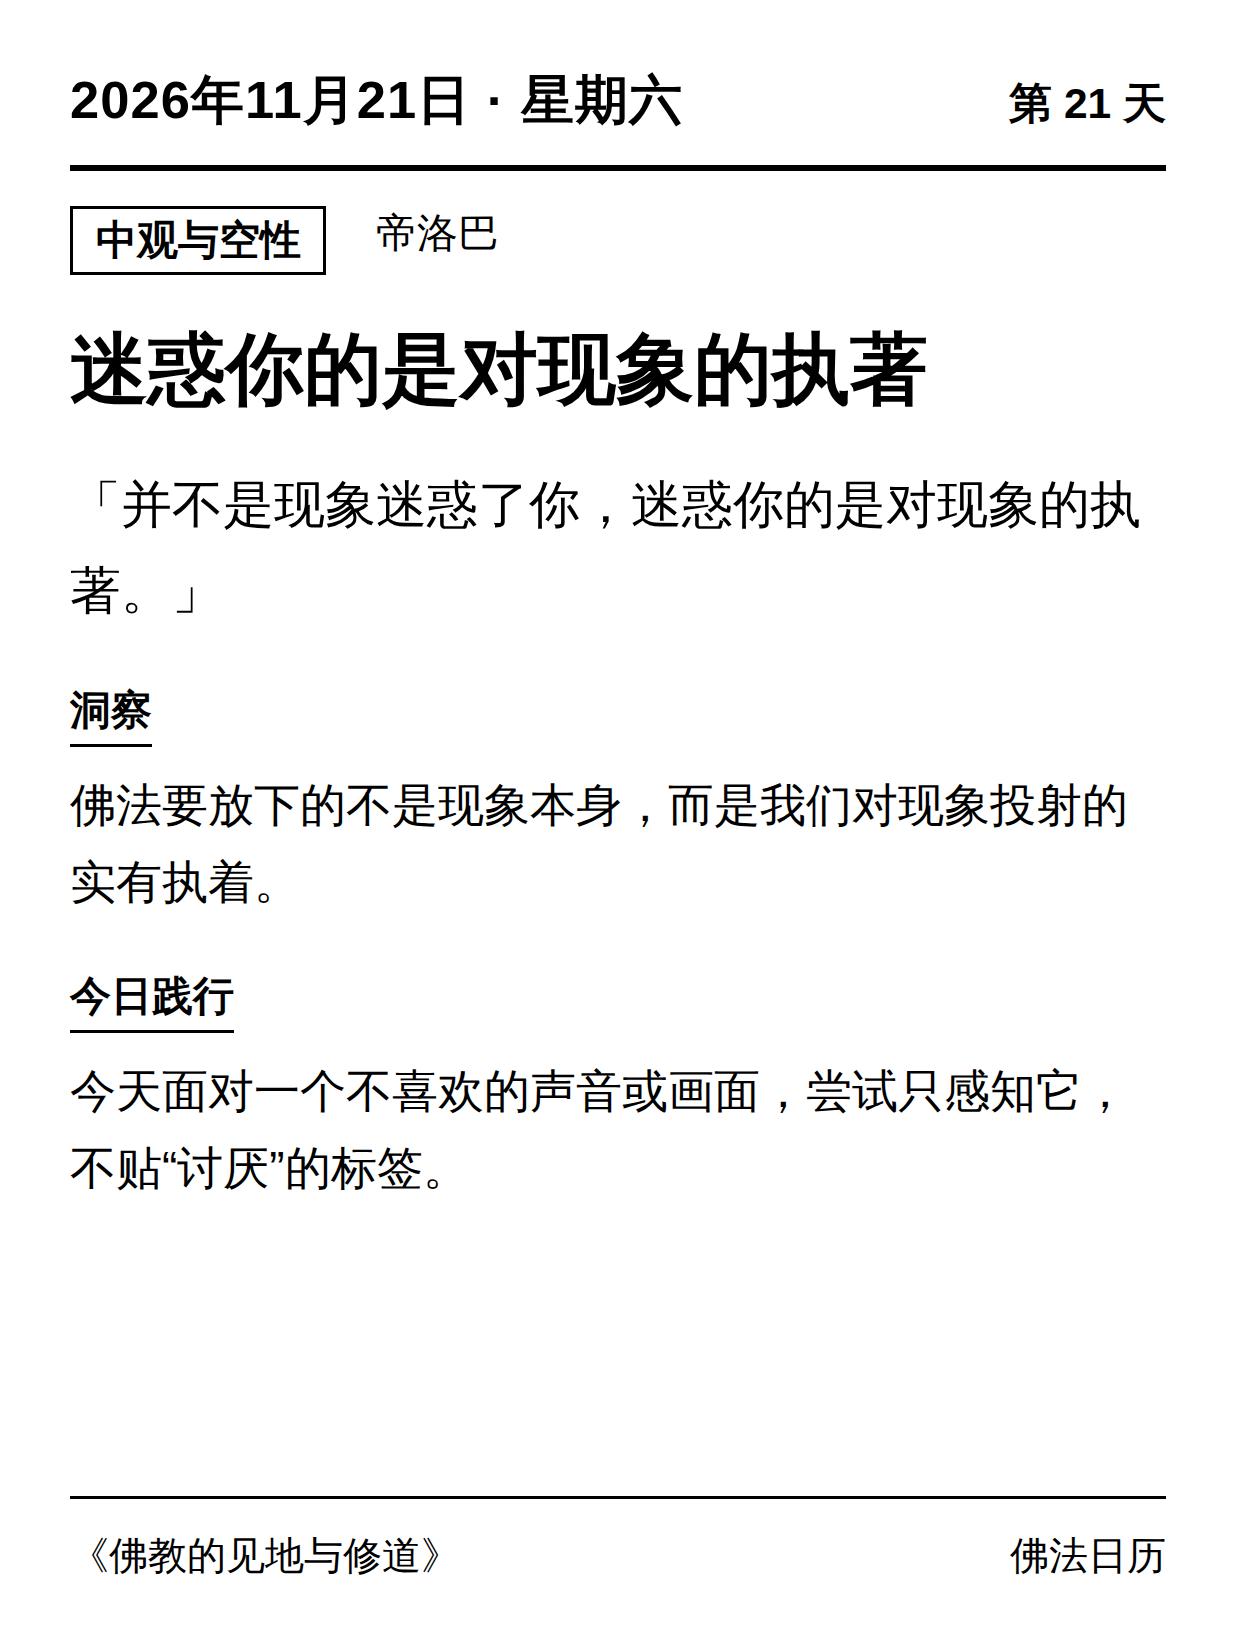 2026年11月21日 · 星期六
第 21 天
中观与空性
帝洛巴
迷惑你的是对现象的执著
「并不是现象迷惑了你，迷惑你的是对现象的执
著。」
洞察
佛法要放下的不是现象本身，而是我们对现象投射的
实有执着。
今日践行
今天面对一个不喜欢的声音或画面，尝试只感知它，
不贴“讨厌”的标签。
《佛教的见地与修道》
佛法日历